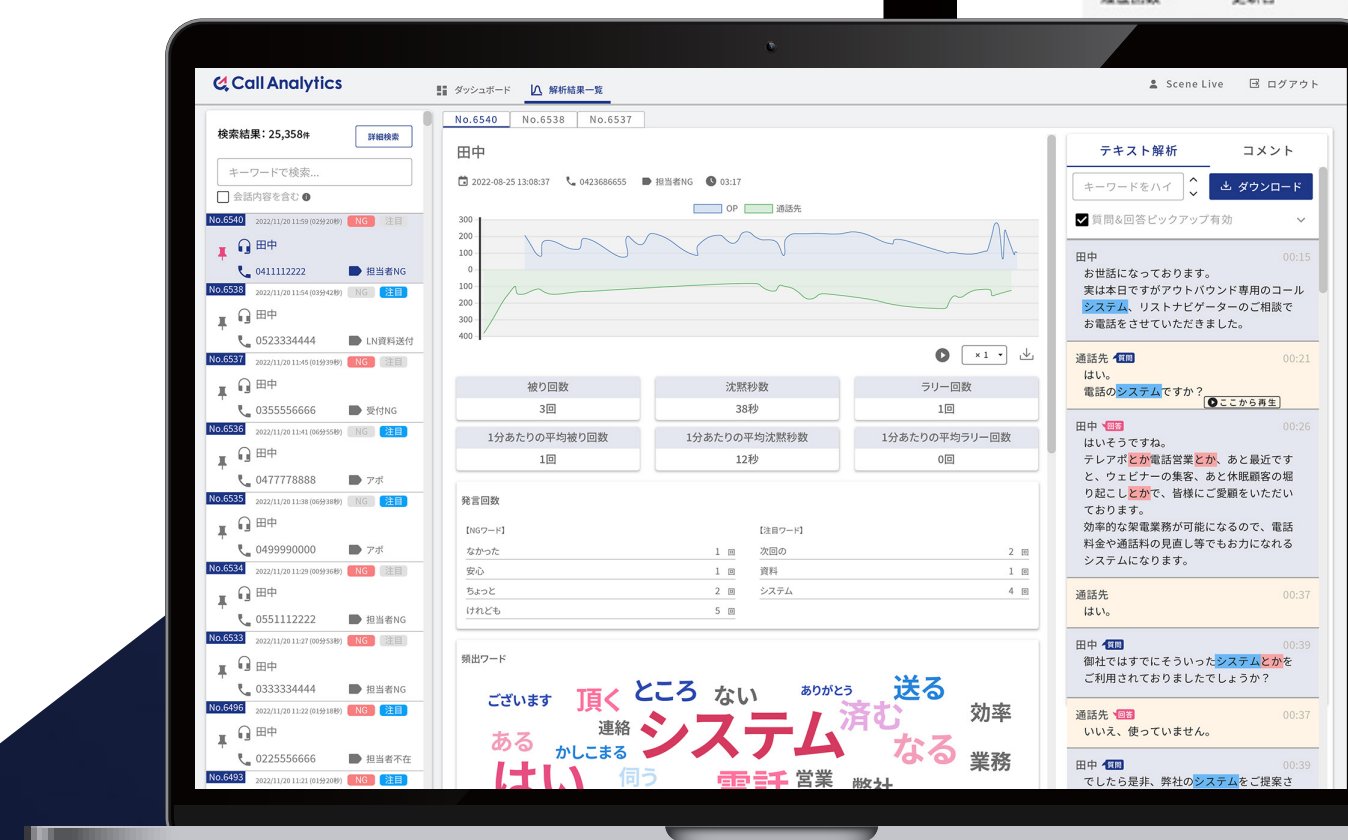 更新日
Call Analytics
ダッシュボード
解析結果一覧
Scene Live
ログアウト
検索結果：25,358件
詳細検索
キーワードで検索...
会話内容を含む
No.6540 2022/11/20 11:59 (02分20秒) NG 注目
田中
0411112222 担当者NG
No.6538 2022/11/20 11:54 (03分42秒) NG 注目
田中
0523334444 LN資料送付
No.6537 2022/11/20 11:45 (01分39秒) NG 注目
田中
0355556666 受付NG
No.6536 2022/11/20 11:41 (06分55秒) NG 注目
田中
0477778888 アポ
No.6535 2022/11/20 11:38 (06分38秒) NG 注目
田中
0499990000 アポ
No.6534 2022/11/20 11:29 (00分36秒) NG 注目
田中
0551112222 担当者NG
No.6533 2022/11/20 11:27 (00分53秒) NG 注目
田中
0333334444 担当者NG
No.6496 2022/11/20 11:22 (01分18秒) NG 注目
田中
0225556666 担当者不在
No.6493 2022/11/20 11:21 (01分20秒) NG 注目
No.6540 No.6538 No.6537
田中
2022-08-25 13:08:37 0423686655 担当者NG 03:17
OP 通話先
300
200
100
0
100
200
300
400
×1
被り回数 沈黙秒数 ラリー回数
3回 38秒 1回
1分あたりの平均被り回数 1分あたりの平均沈黙秒数 1分あたりの平均ラリー回数
1回 12秒 0回
発言回数
【NGワード】 【注目ワード】
なかった 1 回 次回の 2 回
安心 1 回 資料 1 回
ちょっと 2 回 システム 4 回
けれども 5 回
頻出ワード
ございます 頂く ところ ない ありがとう 送る
連絡 システム 済む 効率
ある かしこまる なる 業務
はい 伺う 電話 営業 弊社
テキスト解析 コメント
キーワードをハイ
ダウンロード
質問&回答ピックアップ有効
田中 00:15
お世話になっております。
実は本日ですがアウトバウンド専用のコール
システム、リストナビゲーターのご相談で
お電話をさせていただきました。
通話先 質問 00:21
はい。
電話のシステムですか？
ここから再生
田中 回答 00:26
はいそうですね。
テレアポとか電話営業とか、あと最近です
と、ウェビナーの集客、あと休眠顧客の堀
り起こしとかで、皆様にご愛顧をいただい
ております。
効率的な架電業務が可能になるので、電話
料金や通話料の見直し等でもお力になれる
システムになります。
通話先 00:37
はい。
田中 質問 00:39
御社ではすでにそういったシステムとかを
ご利用されておりましたでしょうか？
通話先 回答 00:37
いいえ、使っていません。
田中 質問 00:39
でしたら是非、弊社のシステムをご提案さ